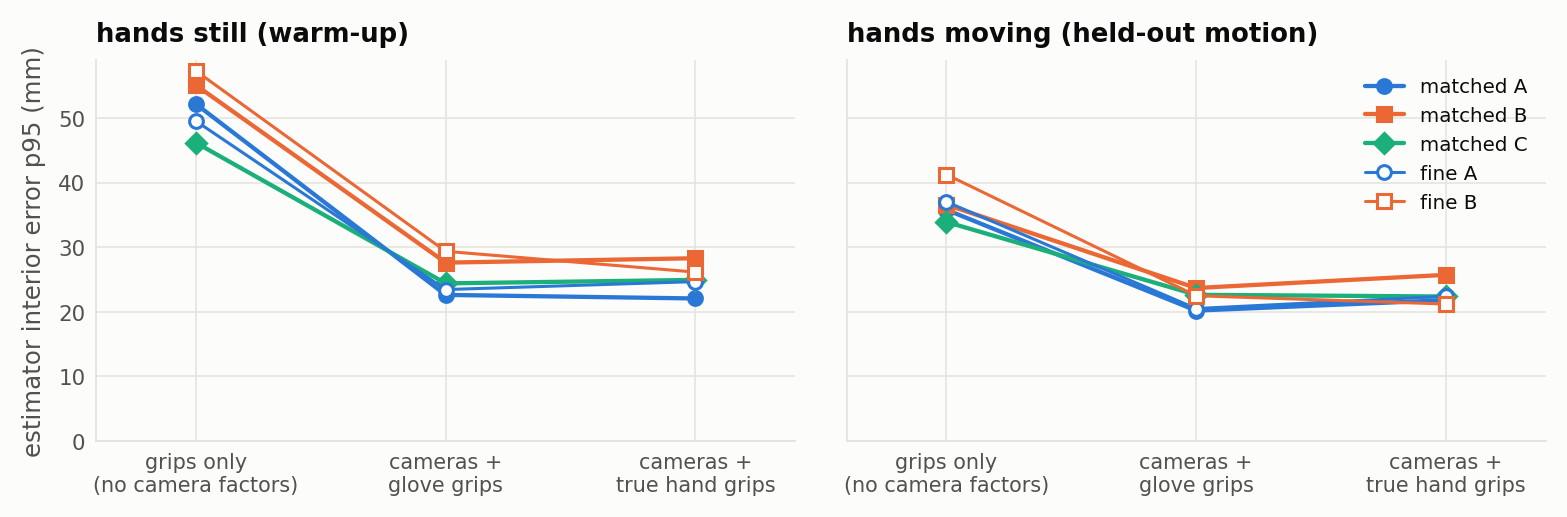 hands still (warm-up)
hands moving (held-out motion)
estimator interior error p95 (mm)
50
40
30
20
10
0
matched A
matched B
matched C
fine A
fine B
grips only
(no camera factors)
cameras +
glove grips
cameras +
true hand grips
grips only
(no camera factors)
cameras +
glove grips
cameras +
true hand grips